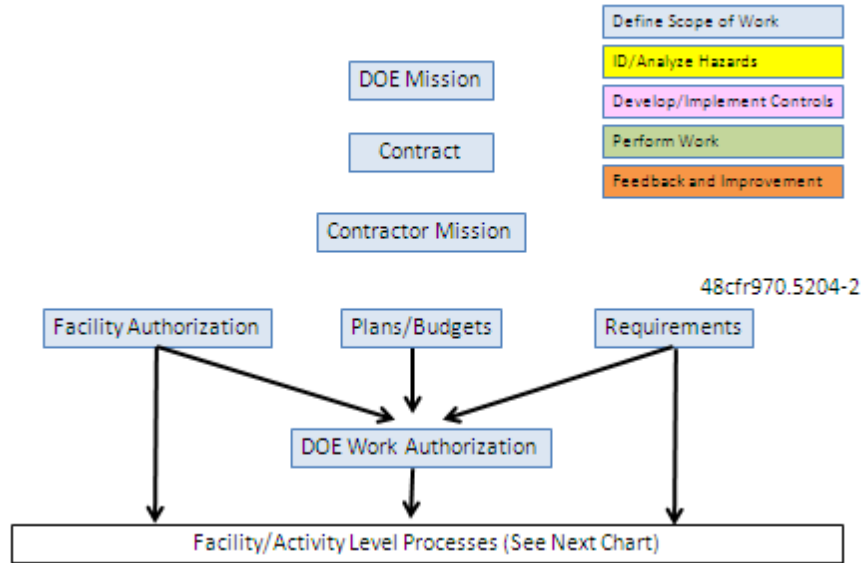 Define Scope of Work
ID/Analyze Hazards
Develop/Implement Controls
Perform Work
Feedback and Improvement
DOE Mission
Contract
Contractor Mission
48cfr970.5204-2
Facility Authorization
Plans/Budgets
Requirements
DOE Work Authorization
Facility/Activity Level Processes (See Next Chart)